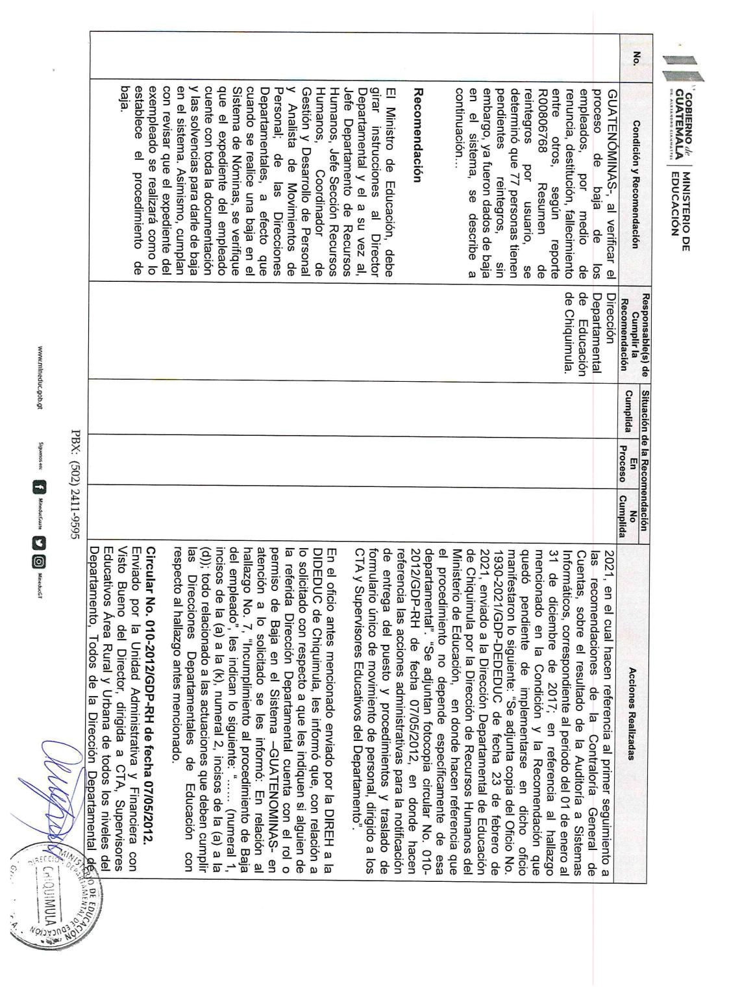 GOBIERNO de
GUATEMALA
DR. ALEJANDRO GIAMMATTEI
MINISTERIO DE
EDUCACIÓN
No.
Condición y Recomendación
Responsable(s) de
Cumplir la
Recomendación
Situación de la Recomendación
Cumplida
En
Proceso
No
Cumplida
Acciones Realizadas
GUATENÓMINAS-, al verificar el
proceso de baja de los
empleados, por medio de
renuncia, destitución, fallecimiento
entre otros, según reporte
R00806768 Resumen de
reintegros por usuario, se
determinó que 77 personas tienen
pendientes reintegros, sin
embargo, ya fueron dados de baja
en el sistema, se describe a
continuación...
Recomendación
El Ministro de Educación, debe
girar instrucciones al Director
Departamental y el a su vez al,
Jefe Departamento de Recursos
Humanos, Jefe Sección Recursos
Humanos, Coordinador de
Gestión y Desarrollo de Personal
y Analista de Movimientos de
Personal; de las Direcciones
Departamentales, a efecto que
cuando se realice una baja en el
Sistema de Nóminas, se verifique
que el expediente del empleado
cuente con toda la documentación
y las solvencias para darle de baja
en el sistema. Asimismo, cumplan
con revisar que el expediente del
exempleado se realizará como lo
establece el procedimiento de
baja.
Dirección
Departamental
de Educación
de Chiquimula.
2021, en el cual hacen referencia al primer seguimiento a
las recomendaciones de la Contraloría General de
Cuentas, sobre el resultado de la Auditoría a Sistemas
Informáticos, correspondiente al periodo del 01 de enero al
31 de diciembre de 2017; en referencia al hallazgo
mencionado en la Condición y la Recomendación que
quedó pendiente de implementarse en dicho oficio
manifestaron lo siguiente: “Se adjunta copia del Oficio No.
1930-2021/GDP-DEDEDUC de fecha 23 de febrero de
2021, enviado a la Dirección Departamental de Educación
de Chiquimula por la Dirección de Recursos Humanos del
Ministerio de Educación, en donde hacen referencia que
el procedimiento no depende específicamente de esa
departamental”. “Se adjuntan fotocopia circular No. 010-
2012/GDP-RH de fecha 07/05/2012, en donde hacen
referencia las acciones administrativas para la notificación
de entrega del puesto y procedimientos y traslado de
formulario único de movimiento de personal, dirigido a los
CTA y Supervisores Educativos del Departamento”.
En el oficio antes mencionado enviado por la DIREH a la
DIDEDUC de Chiquimula, les informó que, con relación a
lo solicitado con respecto a que les indiquen si alguien de
la referida Dirección Departamental cuenta con el rol o
permiso de Baja en el Sistema –GUATENOMINAS- en
atención a lo solicitado se les informó: En relación al
hallazgo No. 7, “Incumplimiento al procedimiento de Baja
del empleado”, les indican lo siguiente: “ ...... (numeral 1,
incisos de la (a) a la (k), numeral 2, incisos de la (a) a la
(d)); todo relacionado a las actuaciones que deben cumplir
las Direcciones Departamentales de Educación con
respecto al hallazgo antes mencionado.
Circular No. 010-2012/GDP-RH de fecha 07/05/2012.
Enviado por la Unidad Administrativa y Financiera con
Visto Bueno del Director, dirigida a CTA, Supervisores
Educativos Área Rural y Urbana de todos los niveles del
Departamento, Todos de la Dirección Departamental de
PBX: (502) 2411-9595
www.mineduc.gob.gt
Síguenos en:
MineducGuate
MineducGT
MINISTERIO DE EDUCACIÓN
DIRECCIÓN DEPARTAMENTAL DE EDUCACIÓN
CHIQUIMULA